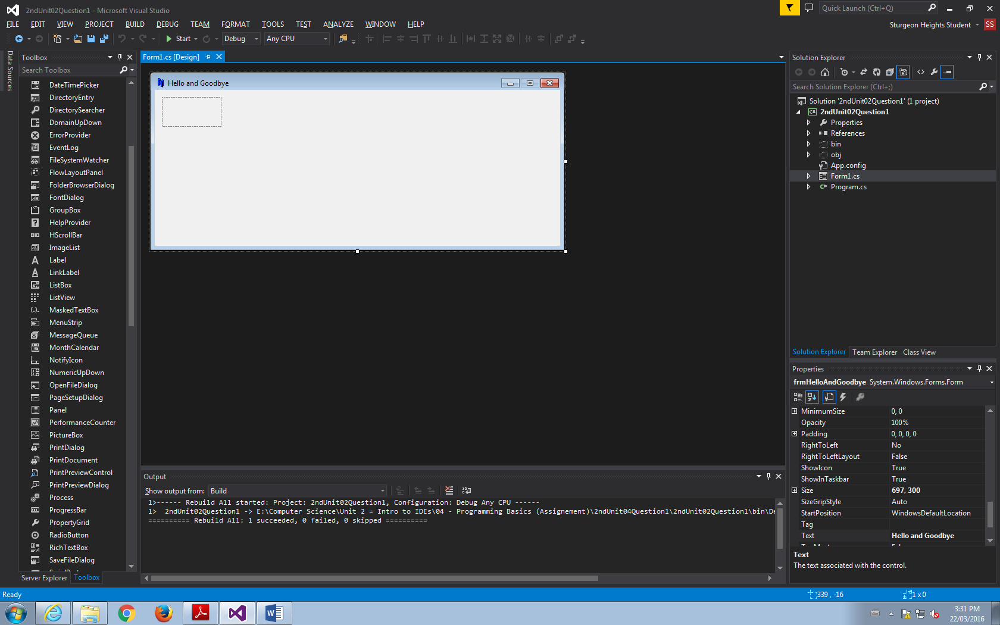 2ndUnit02Question1 - Microsoft Visual Studio
Quick Launch (Ctrl+Q)
FILE EDIT VIEW PROJECT BUILD DEBUG TEAM FORMAT TOOLS TEST ANALYZE WINDOW HELP
Sturgeon Heights Student SS
Start Debug Any CPU
Data Sources
Toolbox
Search Toolbox
DateTimePicker
DirectoryEntry
DirectorySearcher
DomainUpDown
ErrorProvider
EventLog
FileSystemWatcher
FlowLayoutPanel
FolderBrowserDialog
FontDialog
GroupBox
HelpProvider
HScrollBar
ImageList
Label
LinkLabel
ListBox
ListView
MaskedTextBox
MenuStrip
MessageQueue
MonthCalendar
NotifyIcon
NumericUpDown
OpenFileDialog
PageSetupDialog
Panel
PerformanceCounter
PictureBox
PrintDialog
PrintDocument
PrintPreviewControl
PrintPreviewDialog
Process
ProgressBar
PropertyGrid
RadioButton
RichTextBox
SaveFileDialog
Server Explorer Toolbox
Form1.cs [Design]
Hello and Goodbye
Output
Show output from: Build
1>------ Rebuild All started: Project: 2ndUnit02Question1, Configuration: Debug Any CPU ------
1>  2ndUnit02Question1 -> E:\Computer Science\Unit 2 = Intro to IDEs\04 - Programming Basics (Assignement)\2ndUnit04Question1\2ndUnit02Question1\bin\De
========== Rebuild All: 1 succeeded, 0 failed, 0 skipped ==========
Solution Explorer
Search Solution Explorer (Ctrl+;)
Solution '2ndUnit02Question1' (1 project)
2ndUnit02Question1
Properties
References
bin
obj
App.config
Form1.cs
Program.cs
Solution Explorer Team Explorer Class View
Properties
frmHelloAndGoodbye System.Windows.Forms.Form
MinimumSize 0, 0
Opacity 100%
Padding 0, 0, 0, 0
RightToLeft No
RightToLeftLayout False
ShowIcon True
ShowInTaskbar True
Size 697, 300
SizeGripStyle Auto
StartPosition WindowsDefaultLocation
Tag
Text Hello and Goodbye
Text
The text associated with the control.
Ready
339 , -16
1 x 0
3:31 PM
22/03/2016